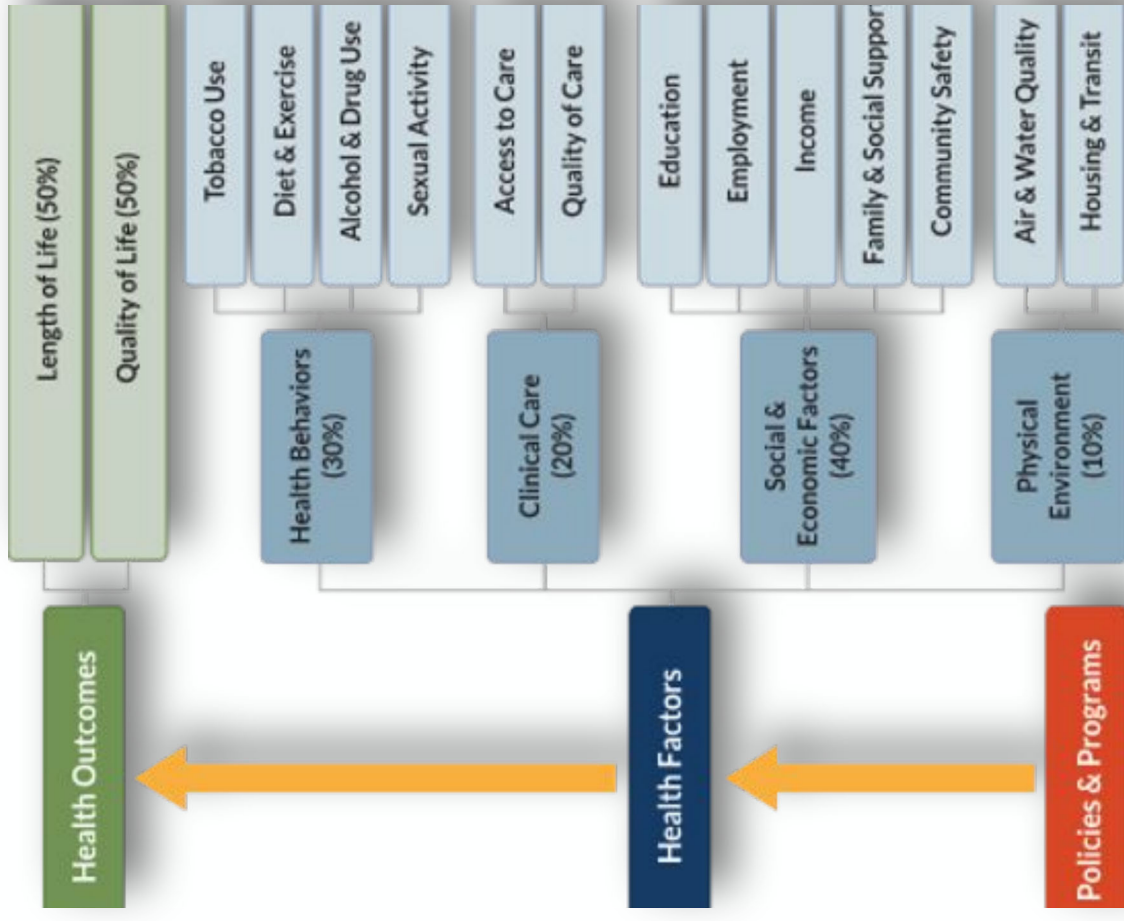 Health Outcomes
Length of Life (50%)
Quality of Life (50%)
Health Factors
Health Behaviors
(30%)
Tobacco Use
Diet & Exercise
Alcohol & Drug Use
Sexual Activity
Clinical Care
(20%)
Access to Care
Quality of Care
Social &
Economic Factors
(40%)
Education
Employment
Income
Family & Social Support
Community Safety
Physical
Environment
(10%)
Air & Water Quality
Housing & Transit
Policies & Programs